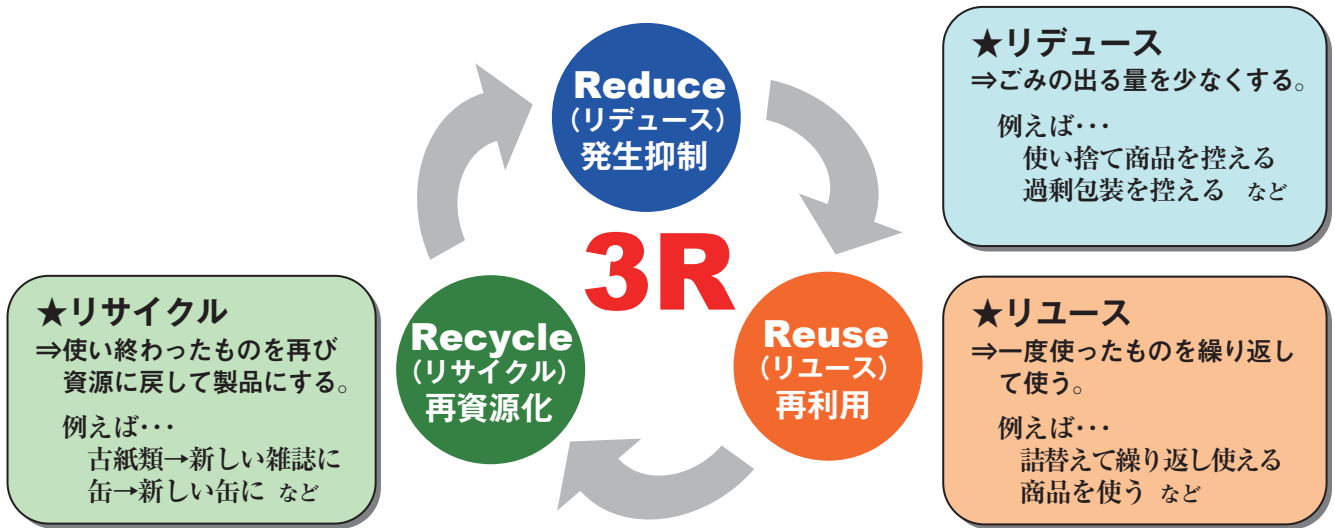 Reduce
(リデュース)
発生抑制
3R
Recycle
(リサイクル)
再資源化
Reuse
(リユース)
再利用
★リデュース
⇒ごみの出る量を少なくする。
例えば･･･
使い捨て商品を控える
過剰包装を控える など
★リサイクル
⇒使い終わったものを再び
資源に戻して製品にする。
例えば･･･
古紙類→新しい雑誌に
缶→新しい缶に など
★リユース
⇒一度使ったものを繰り返し
て使う。
例えば･･･
詰替えて繰り返し使える
商品を使う など